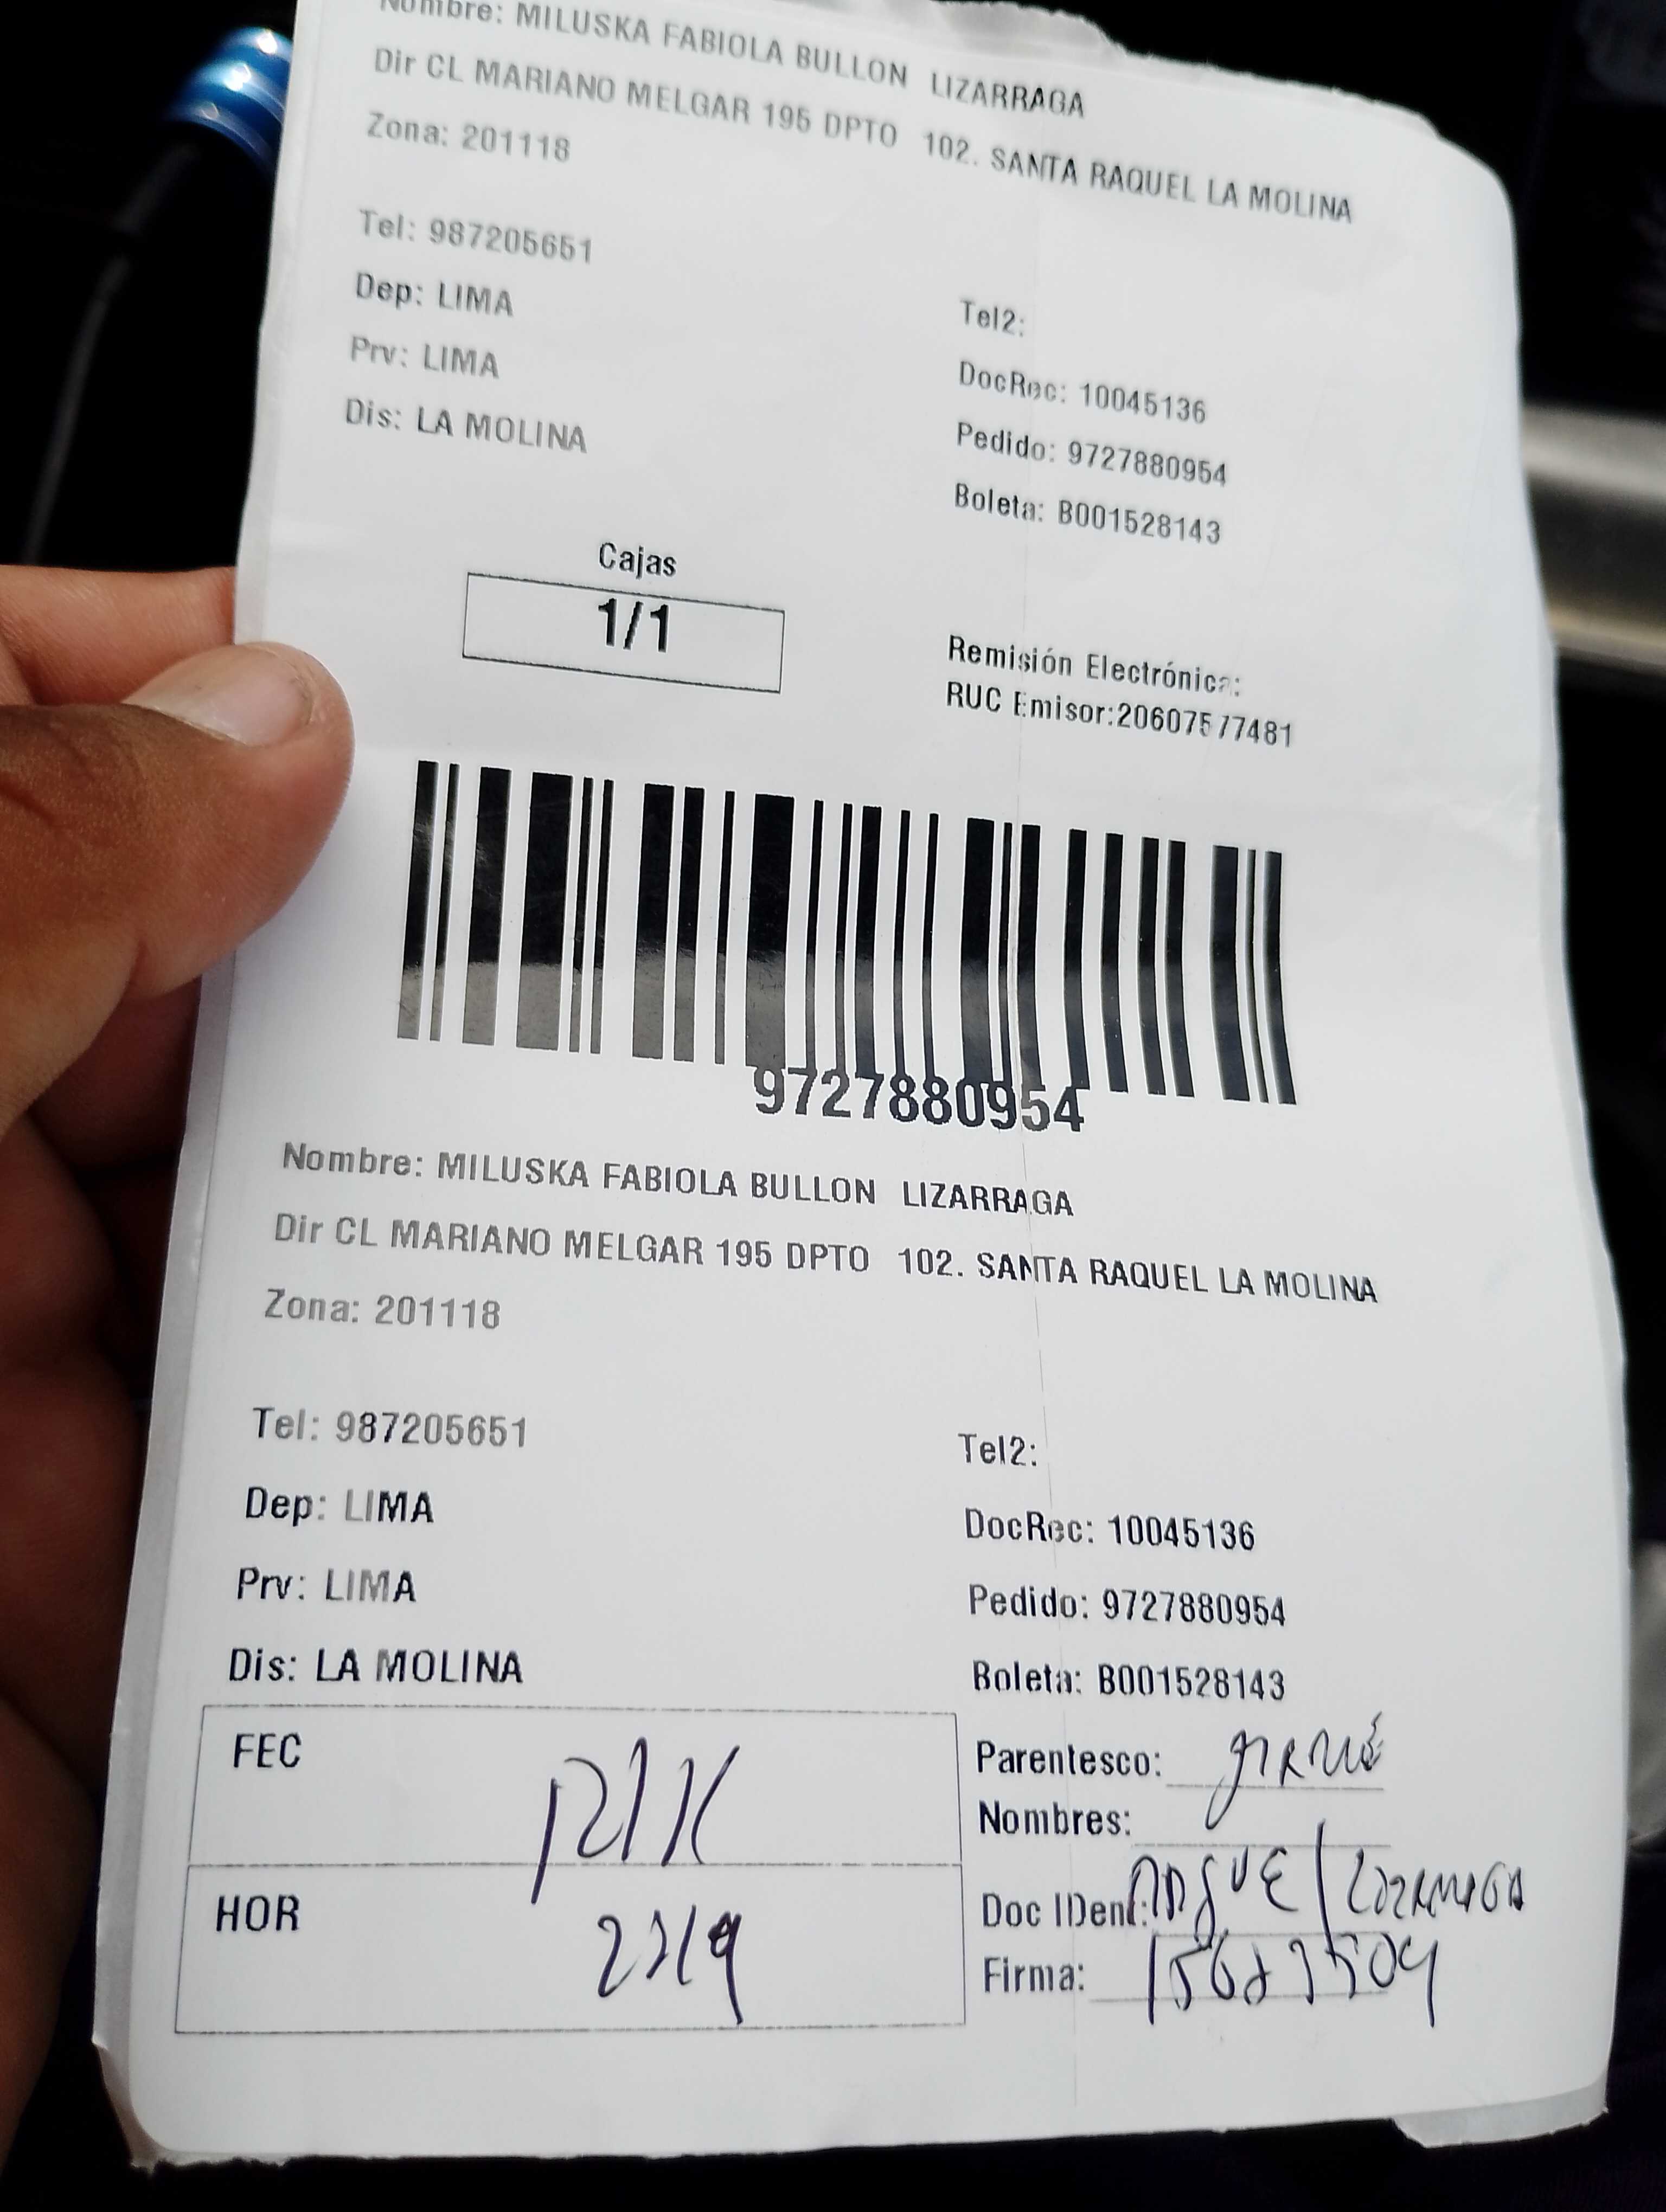 Nombre: MILUSKA FABIOLA BULLON LIZARRAGA
Dir CL MARIANO MELGAR 195 DPTO 102. SANTA RAQUEL LA MOLINA
Zona: 201118
Tel: 987205651
Tel2:
Dep: LIMA
DocRec: 10045136
Prv: LIMA
Pedido: 9727880954
Dis: LA MOLINA
Boleta: B001528143
Cajas
1/1
Remisión Electrónica:
RUC Emisor:20607577481
9727880954
Nombre: MILUSKA FABIOLA BULLON LIZARRAGA
Dir CL MARIANO MELGAR 195 DPTO 102. SANTA RAQUEL LA MOLINA
Zona: 201118
Tel: 987205651
Tel2:
Dep: LIMA
DocRec: 10045136
Prv: LIMA
Pedido: 9727880954
Dis: LA MOLINA
Boleta: B001528143
FEC
Parentesco:
Nombres:
HOR
Doc IDent:
Firma: